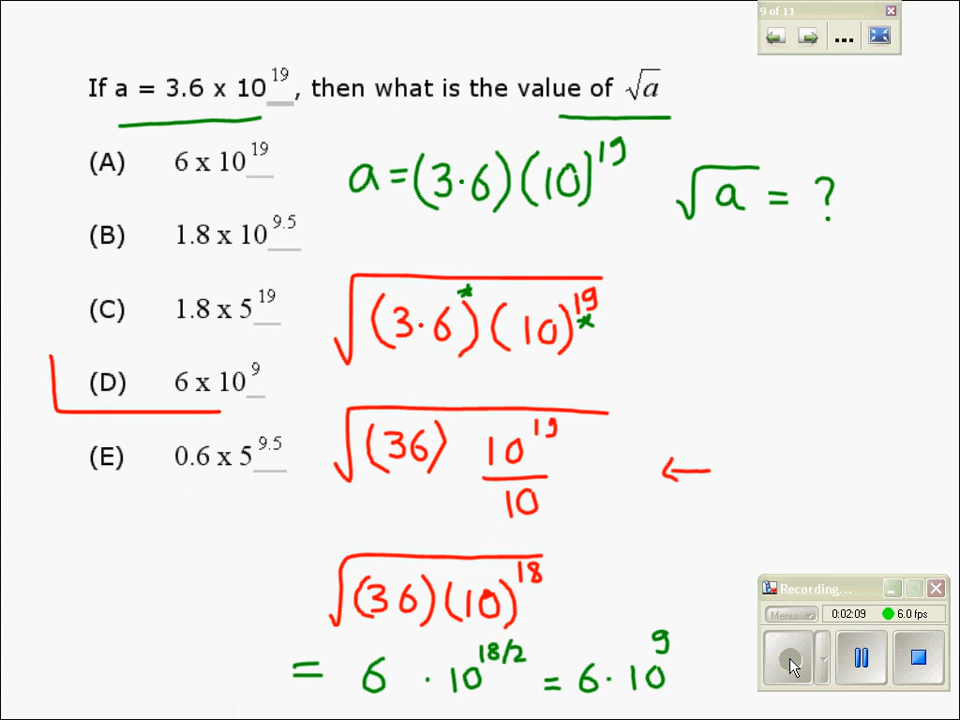 9 of 11
...
If a = 3.6 x 10^19, then what is the value of √a
(A) 6 x 10^19
a = (3.6)(10)^19
√a = ?
(B) 1.8 x 10^9.5
(C) 1.8 x 5^19
√(3.6)*(10)^19*
(D) 6 x 10^9
√(36) 10^19/10 ←
(E) 0.6 x 5^9.5
√(36)(10)^18
= 6 · 10^18/2 = 6 · 10^9
Recording...
Menu
0:02:09
6.0 fps